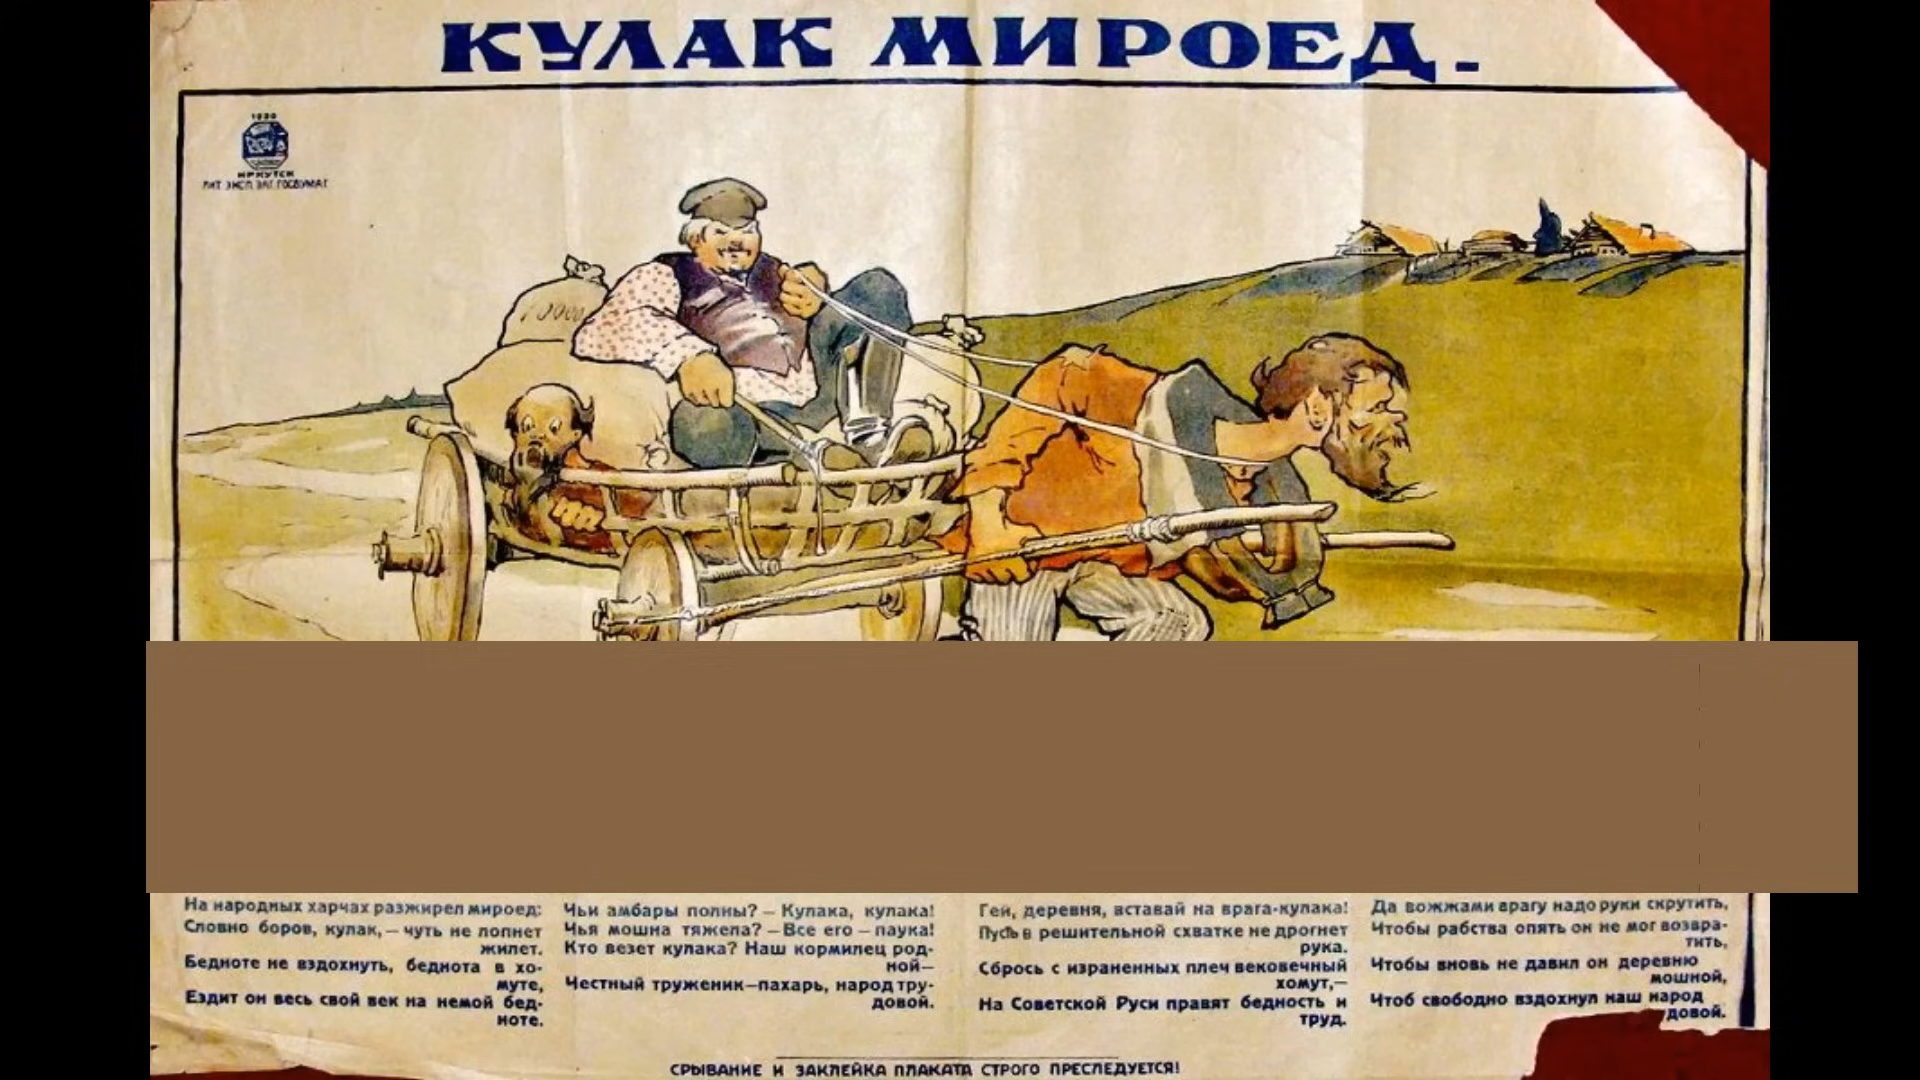 КУЛАК МИРОЕД.
1920
ИРКУТСК
На народных харчах разжирел мироед:
Словно боров, кулак,— чуть не лопнет
жилет.
Бедноте не вздохнуть, беднота в хо-
муте,
Ездит он весь свой век на немой бед-
ноте.
Чьи амбары полны? — Кулака, кулака!
Чья мошна тяжела? — Все его — паука!
Кто везет кулака? Наш кормилец род-
ной—
Честный труженик—пахарь, народ тру-
довой.
Гей, деревня, вставай на врага-кулака!
Пусть в решительной схватке не дрогнет
рука.
Сбрось с израненных плеч вековечный
хомут,—
На Советской Руси правят бедность и
труд.
Да вожжами врагу надо руки скрутить,
Чтобы рабства опять он не мог возвра-
тить,
Чтобы вновь не давил он деревню
мошной,
Чтоб свободно вздохнул наш народ
довой.
СРЫВАНИЕ И ЗАКЛЕЙКА ПЛАКАТА СТРОГО ПРЕСЛЕДУЕТСЯ!